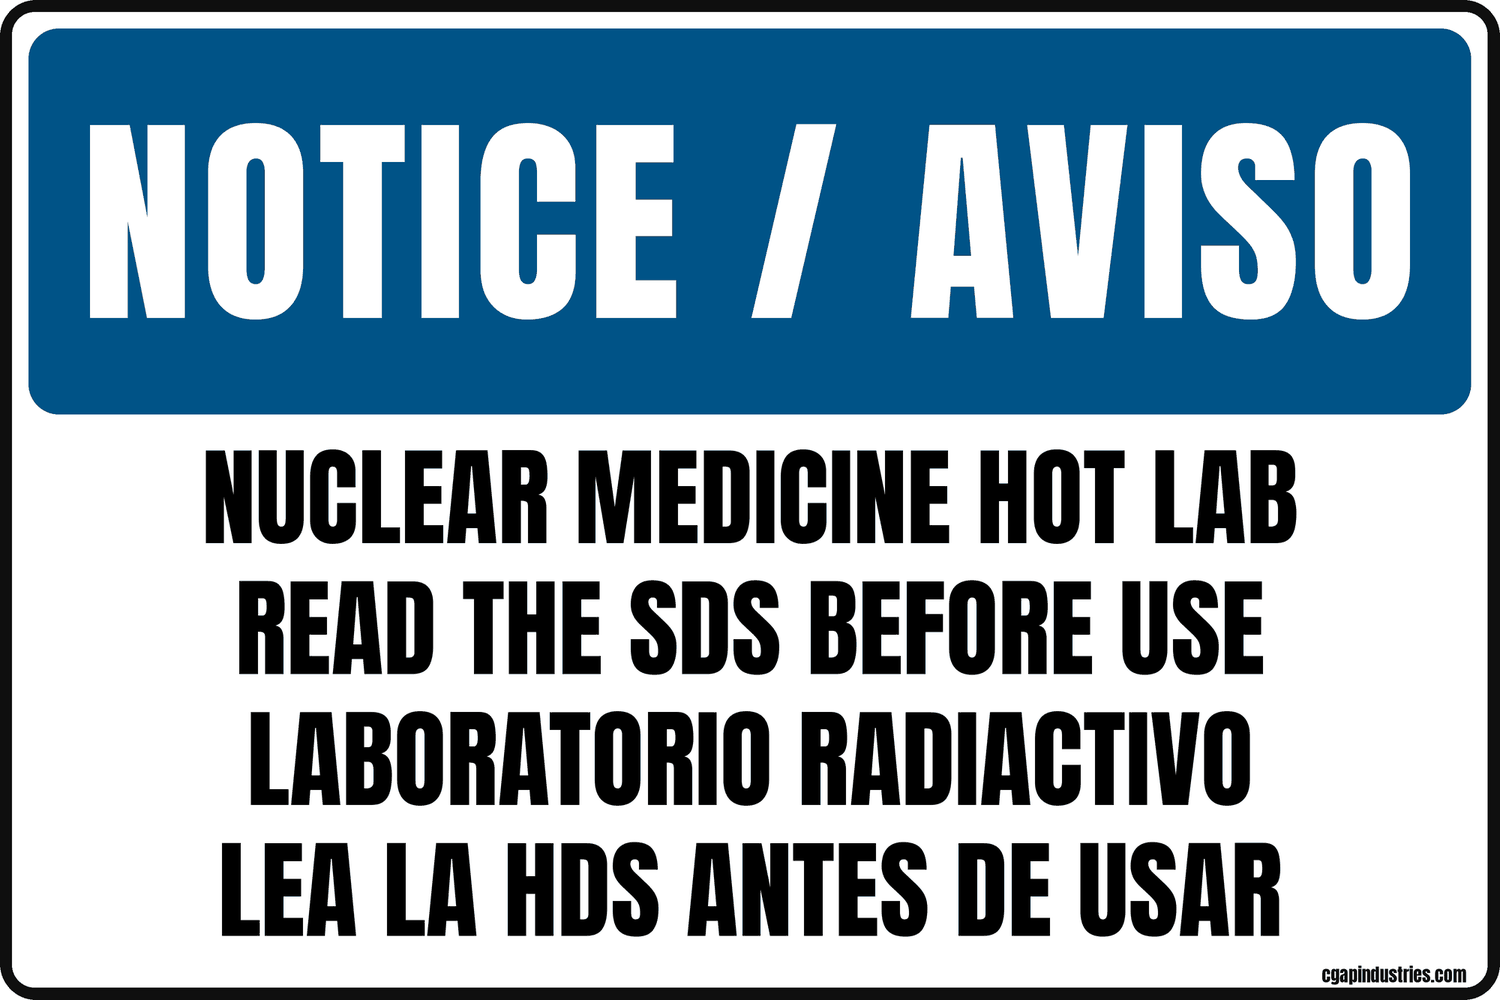 NOTICE / AVISO
NUCLEAR MEDICINE HOT LAB
READ THE SDS BEFORE USE
LABORATORIO RADIACTIVO
LEA LA HDS ANTES DE USAR
cgapindustries.com